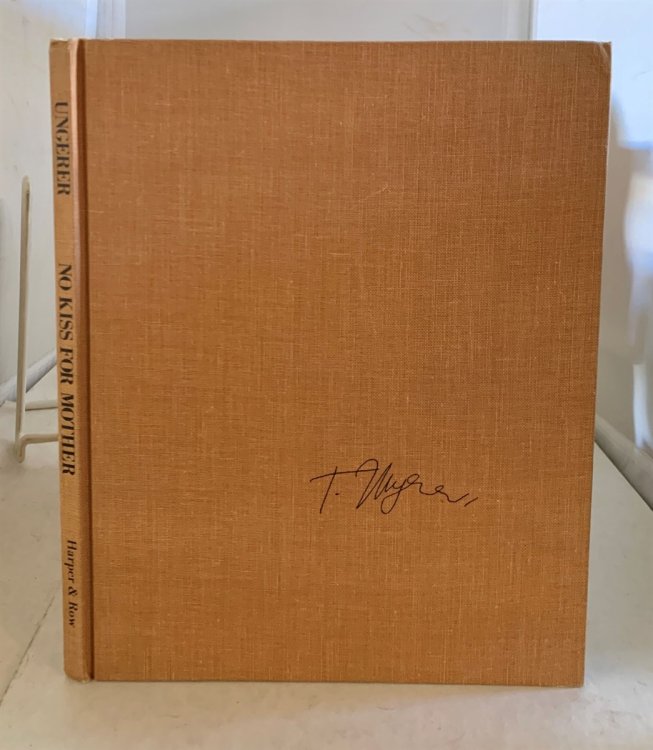 UNGERER
NO KISS FOR MOTHER
Harper & Row
T. Ungerer